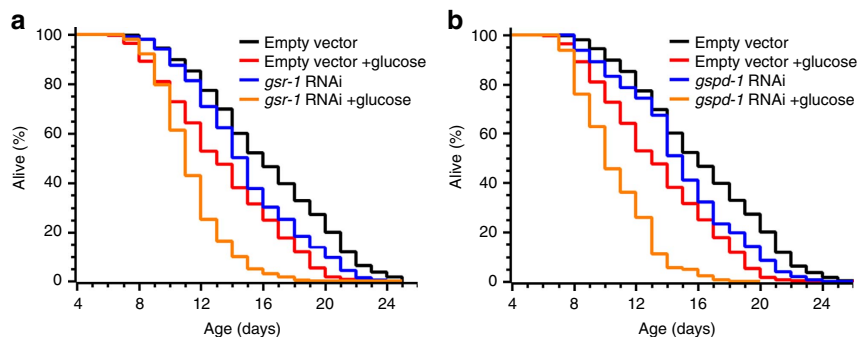 a
100
80
60
40
20
0
Alive (%)
4 8 12 16 20 24
Age (days)
Empty vector
Empty vector +glucose
gsr-1 RNAi
gsr-1 RNAi +glucose
b
100
80
60
40
20
0
Alive (%)
4 8 12 16 20 24
Age (days)
Empty vector
Empty vector +glucose
gspd-1 RNAi
gspd-1 RNAi +glucose